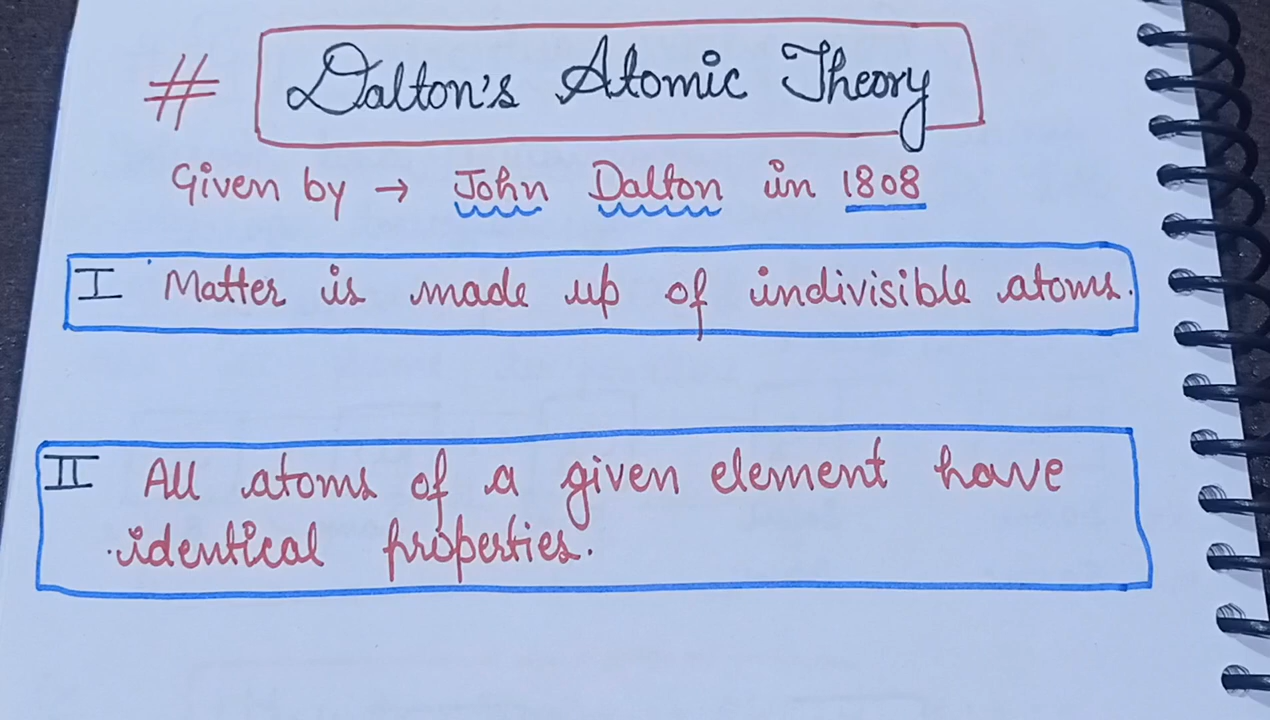 # Dalton's Atomic Theory
Given by → John Dalton in 1808
I Matter is made up of indivisible atoms.
II All atoms of a given element have
identical properties.